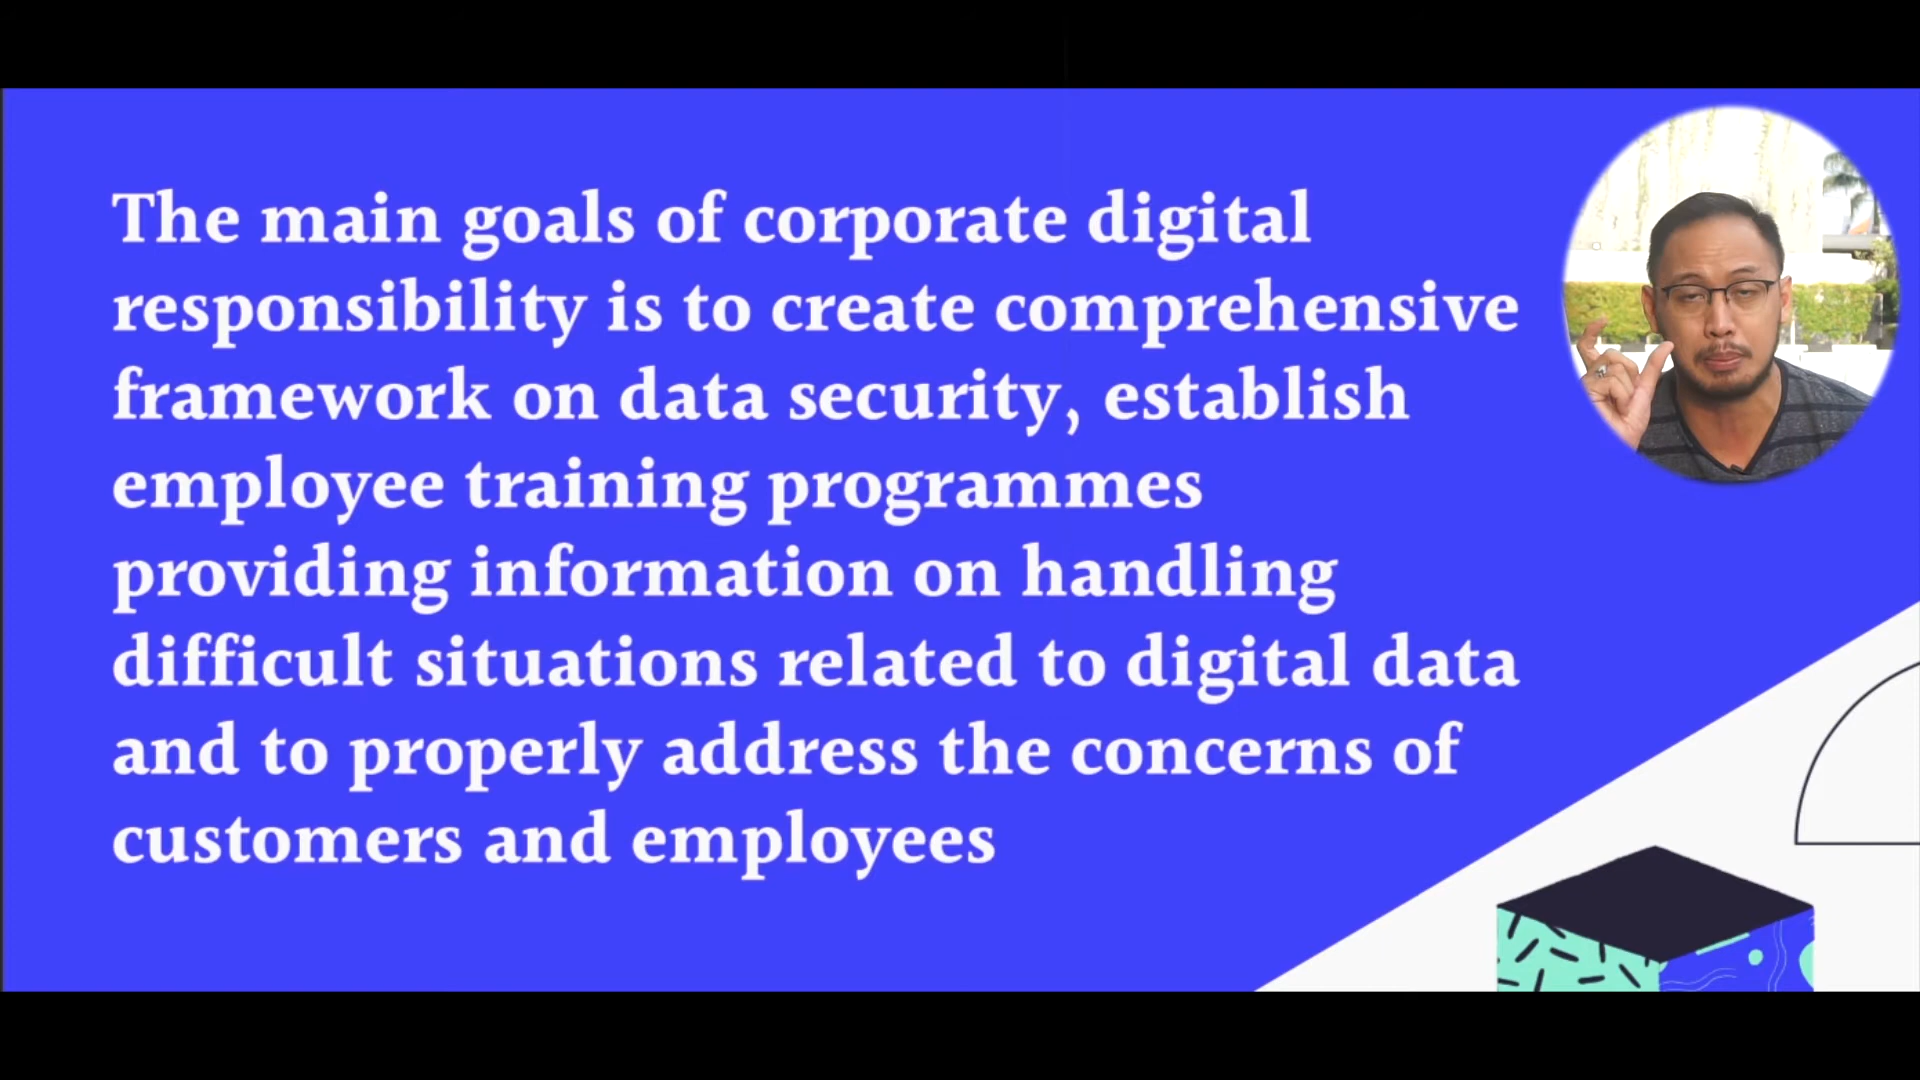 The main goals of corporate digital
responsibility is to create comprehensive
framework on data security, establish
employee training programmes
providing information on handling
difficult situations related to digital data
and to properly address the concerns of
customers and employees